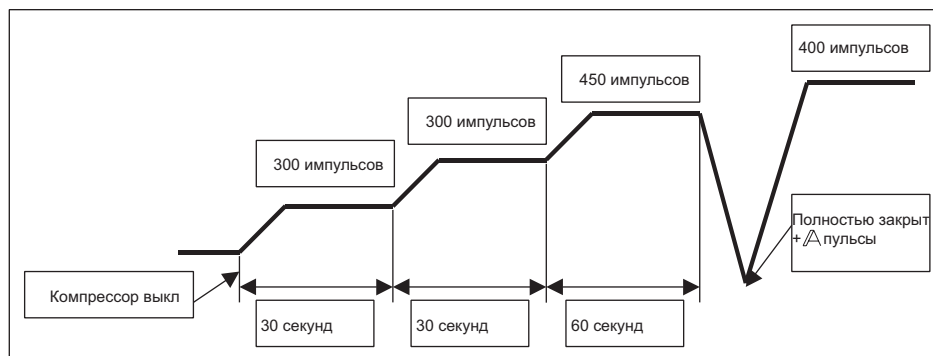 400 импульсов
450 импульсов
300 импульсов
300 импульсов
Полностью закрыт
+ A пульсы
Компрессор выкл
30 секунд
30 секунд
60 секунд